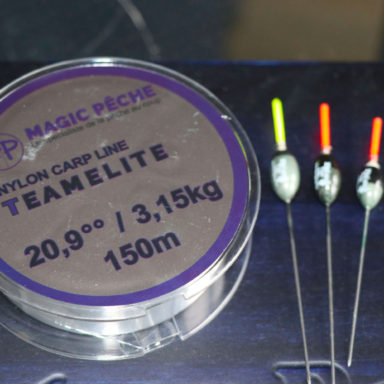 MAGIC PÊCHE
P
NYLON CARP LINE
TEAMELITE
20,9°° / 3,15kg
150m